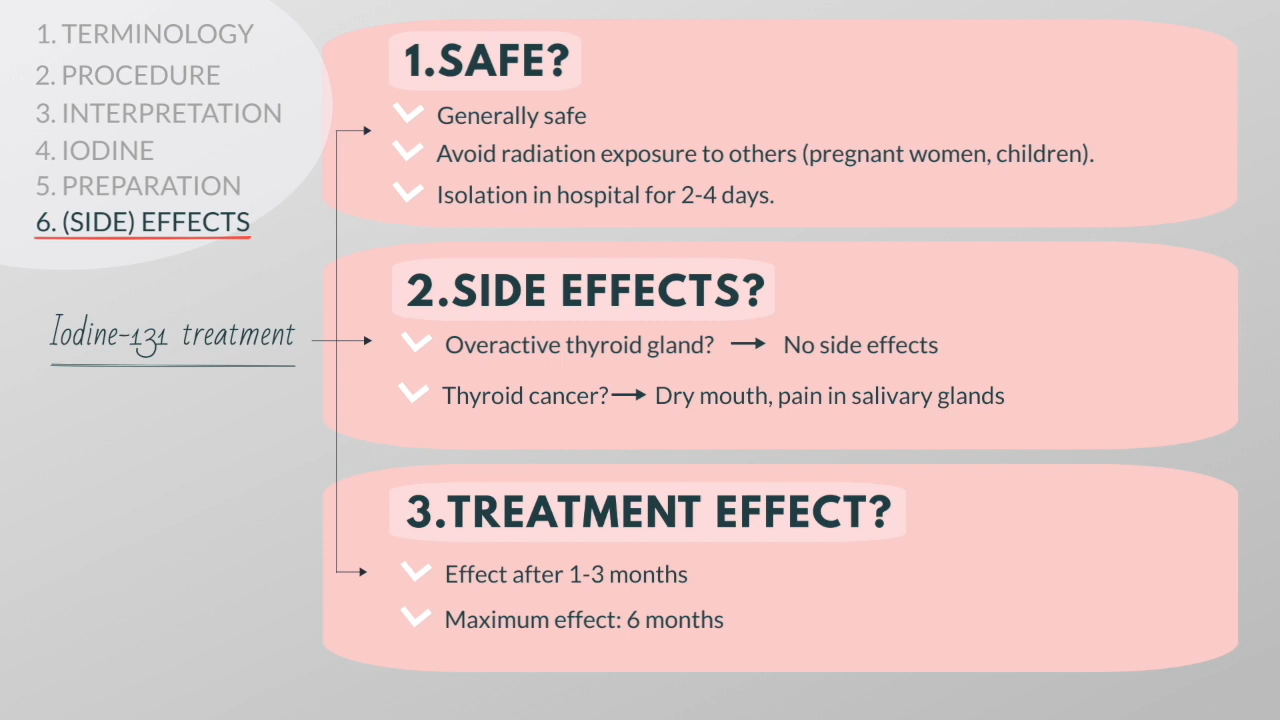 1. TERMINOLOGY
2. PROCEDURE
3. INTERPRETATION
4. IODINE
5. PREPARATION
6. (SIDE) EFFECTS
Iodine-131 treatment
1.SAFE?
Generally safe
Avoid radiation exposure to others (pregnant women, children).
Isolation in hospital for 2-4 days.
2.SIDE EFFECTS?
Overactive thyroid gland? → No side effects
Thyroid cancer? → Dry mouth, pain in salivary glands
3.TREATMENT EFFECT?
Effect after 1-3 months
Maximum effect: 6 months